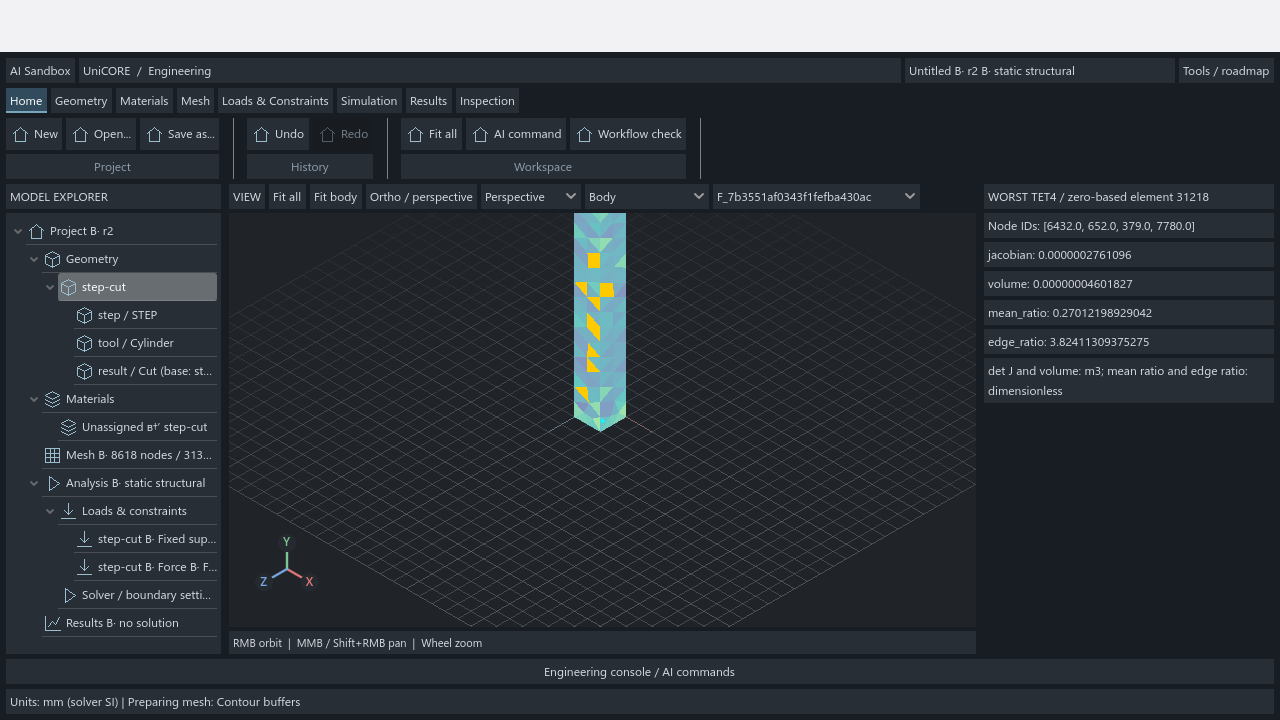 AI Sandbox
UniCORE / Engineering
Untitled В· r2 В· static structural
Tools / roadmap
Home
Geometry
Materials
Mesh
Loads & Constraints
Simulation
Results
Inspection
New
Open...
Save as...
Undo
Redo
Fit all
AI command
Workflow check
Project
History
Workspace
MODEL EXPLORER
VIEW
Fit all
Fit body
Ortho / perspective
Perspective
Body
F_7b3551af0343f1fefba430ac
WORST TET4 / zero-based element 31218
Project В· r2
Geometry
step-cut
step / STEP
tool / Cylinder
result / Cut (base: st...
Materials
Unassigned в†’ step-cut
Mesh В· 8618 nodes / 313...
Analysis В· static structural
Loads & constraints
step-cut В· Fixed sup...
step-cut В· Force В· F...
Solver / boundary setti...
Results В· no solution
Y
Z
X
RMB orbit | MMB / Shift+RMB pan | Wheel zoom
Node IDs: [6432.0, 652.0, 379.0, 7780.0]
jacobian: 0.0000002761096
volume: 0.00000004601827
mean_ratio: 0.27012198929042
edge_ratio: 3.82411309375275
det J and volume: m3; mean ratio and edge ratio:
dimensionless
Engineering console / AI commands
Units: mm (solver SI) | Preparing mesh: Contour buffers